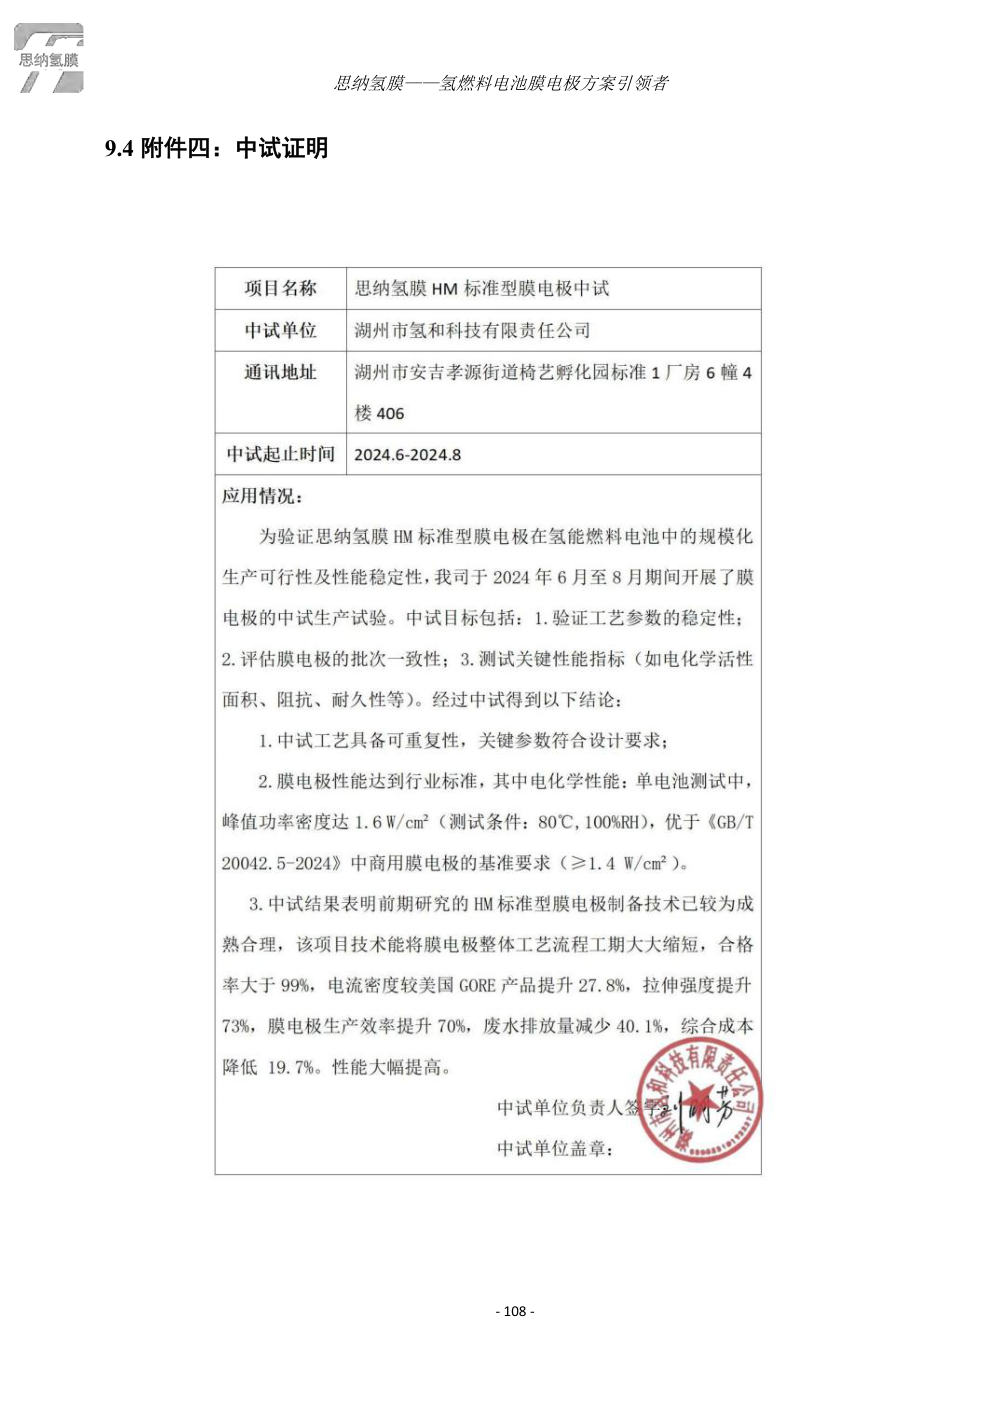 思纳氢膜
思纳氢膜——氢燃料电池膜电极方案引领者
9.4 附件四：中试证明
项目名称 思纳氢膜 HM 标准型膜电极中试
中试单位 湖州市氢和科技有限责任公司
通讯地址 湖州市安吉孝源街道椅艺孵化园标准 1 厂房 6 幢 4
楼 406
中试起止时间 2024.6-2024.8
应用情况：
为验证思纳氢膜 HM 标准型膜电极在氢能燃料电池中的规模化
生产可行性及性能稳定性，我司于 2024 年 6 月至 8 月期间开展了膜
电极的中试生产试验。中试目标包括：1.验证工艺参数的稳定性；
2.评估膜电极的批次一致性；3.测试关键性能指标（如电化学活性
面积、阻抗、耐久性等）。经过中试得到以下结论：
1.中试工艺具备可重复性，关键参数符合设计要求；
2.膜电极性能达到行业标准，其中电化学性能：单电池测试中，
峰值功率密度达 1.6 W/cm²（测试条件：80℃,100%RH），优于《GB/T
20042.5-2024》中商用膜电极的基准要求（≥1.4 W/cm²）。
3.中试结果表明前期研究的 HM 标准型膜电极制备技术已较为成
熟合理，该项目技术能将膜电极整体工艺流程工期大大缩短，合格
率大于 99%，电流密度较美国 GORE 产品提升 27.8%，拉伸强度提升
73%，膜电极生产效率提升 70%，废水排放量减少 40.1%，综合成本
降低 19.7%。性能大幅提高。
中试单位负责人签字
中试单位盖章：
湖州市氢和科技有限责任公司
- 108 -